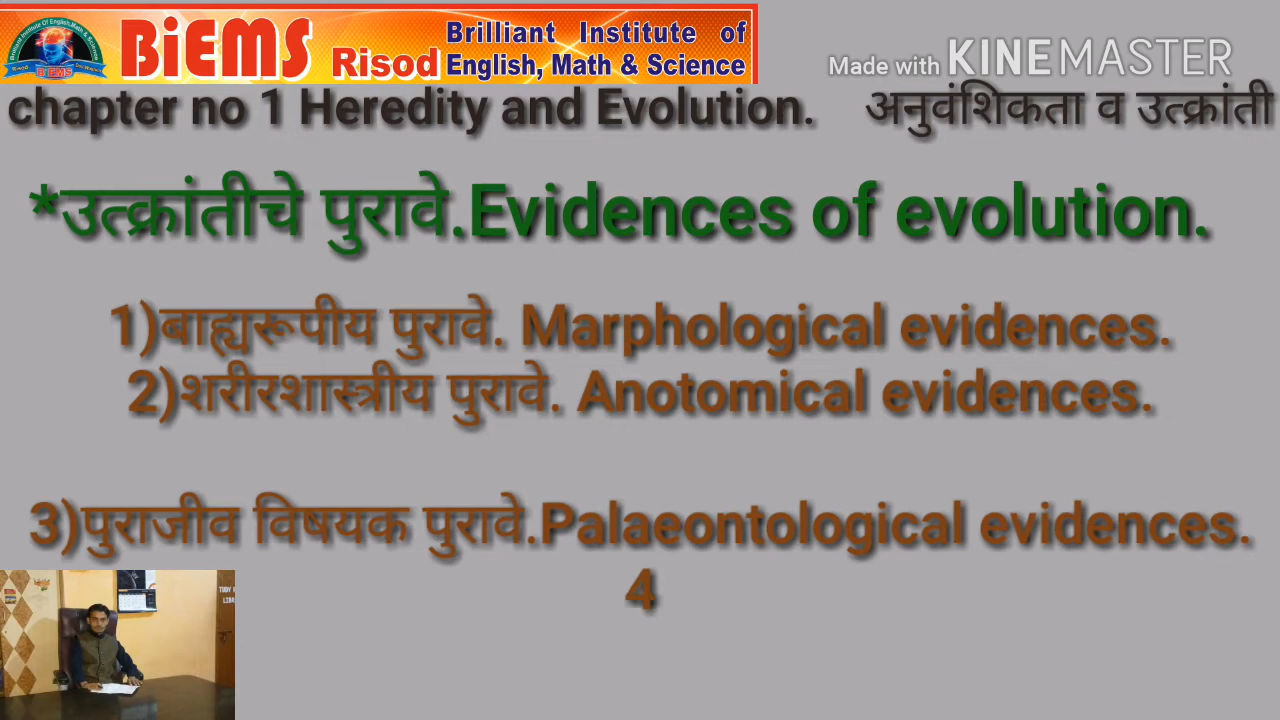 BiEMS Risod Brilliant Institute of
English, Math & Science
Made with KINEMASTER
chapter no 1 Heredity and Evolution. अनुवंशिकता व उत्क्रांती
*उत्क्रांतीचे पुरावे.Evidences of evolution.
1)बाह्यरूपीय पुरावे. Marphological evidences.
2)शरीरशास्त्रीय पुरावे. Anotomical evidences.
3)पुराजीव विषयक पुरावे.Palaeontological evidences.
4